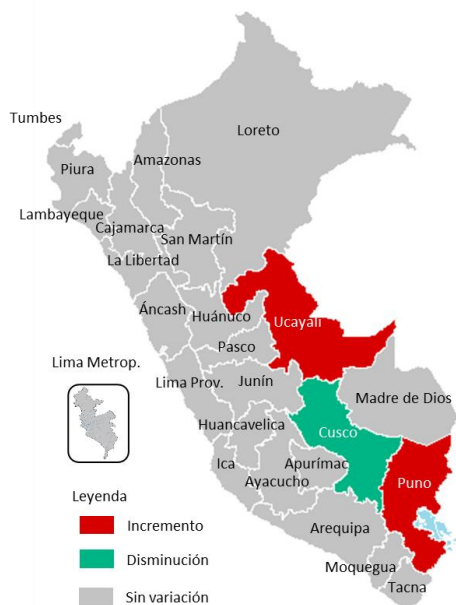 Tumbes
Loreto
Amazonas
Piura
Lambayeque
Cajamarca
San Martín
La Libertad
Áncash
Huánuco
Ucayali
Pasco
Lima Metrop.
Lima Prov.
Junín
Madre de Dios
Huancavelica
Cusco
Ica
Apurímac
Ayacucho
Puno
Leyenda
Incremento
Arequipa
Disminución
Moquegua
Tacna
Sin variación